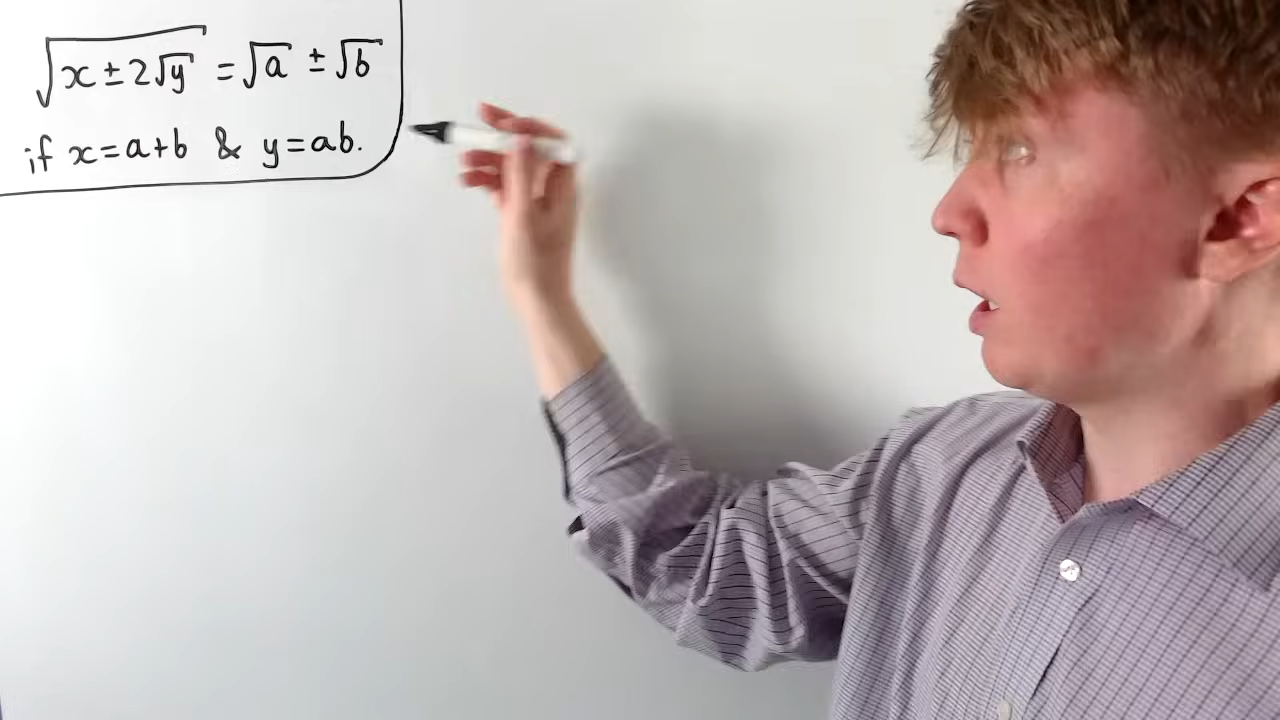 √(x ± 2√y) = √a ± √b
if x = a+b & y = ab.